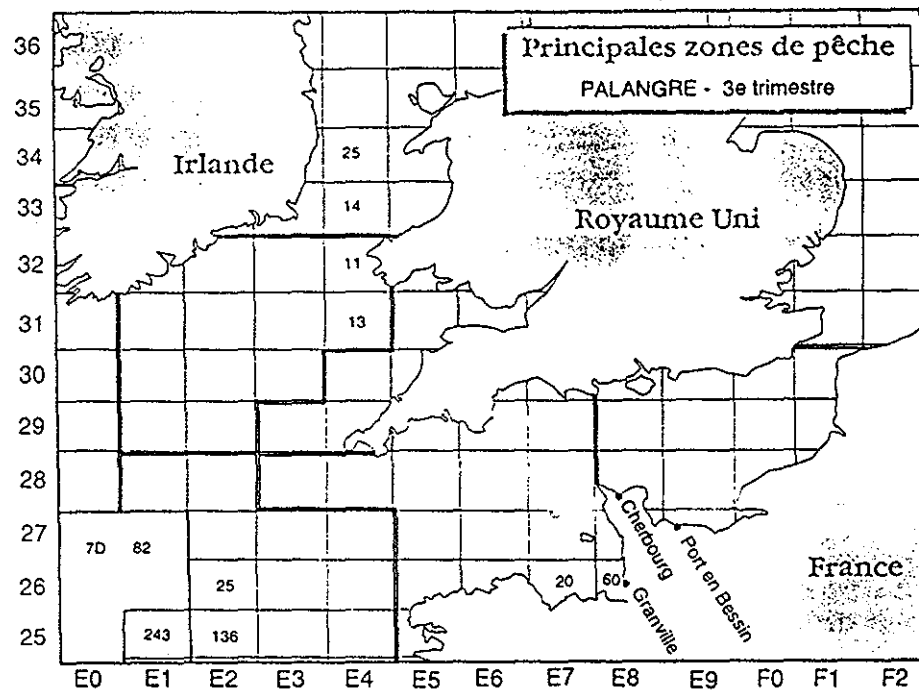 Principales zones de pêche
PALANGRE - 3e trimestre
36
35
34
33
32
31
30
29
28
27
26
25
Irlande
Royaume Uni
France
25
14
11
13
7D 82
25
20
60
243
136
Cherbourg
Port en Bessin
Granville
E0 E1 E2 E3 E4 E5 E6 E7 E8 E9 F0 F1 F2